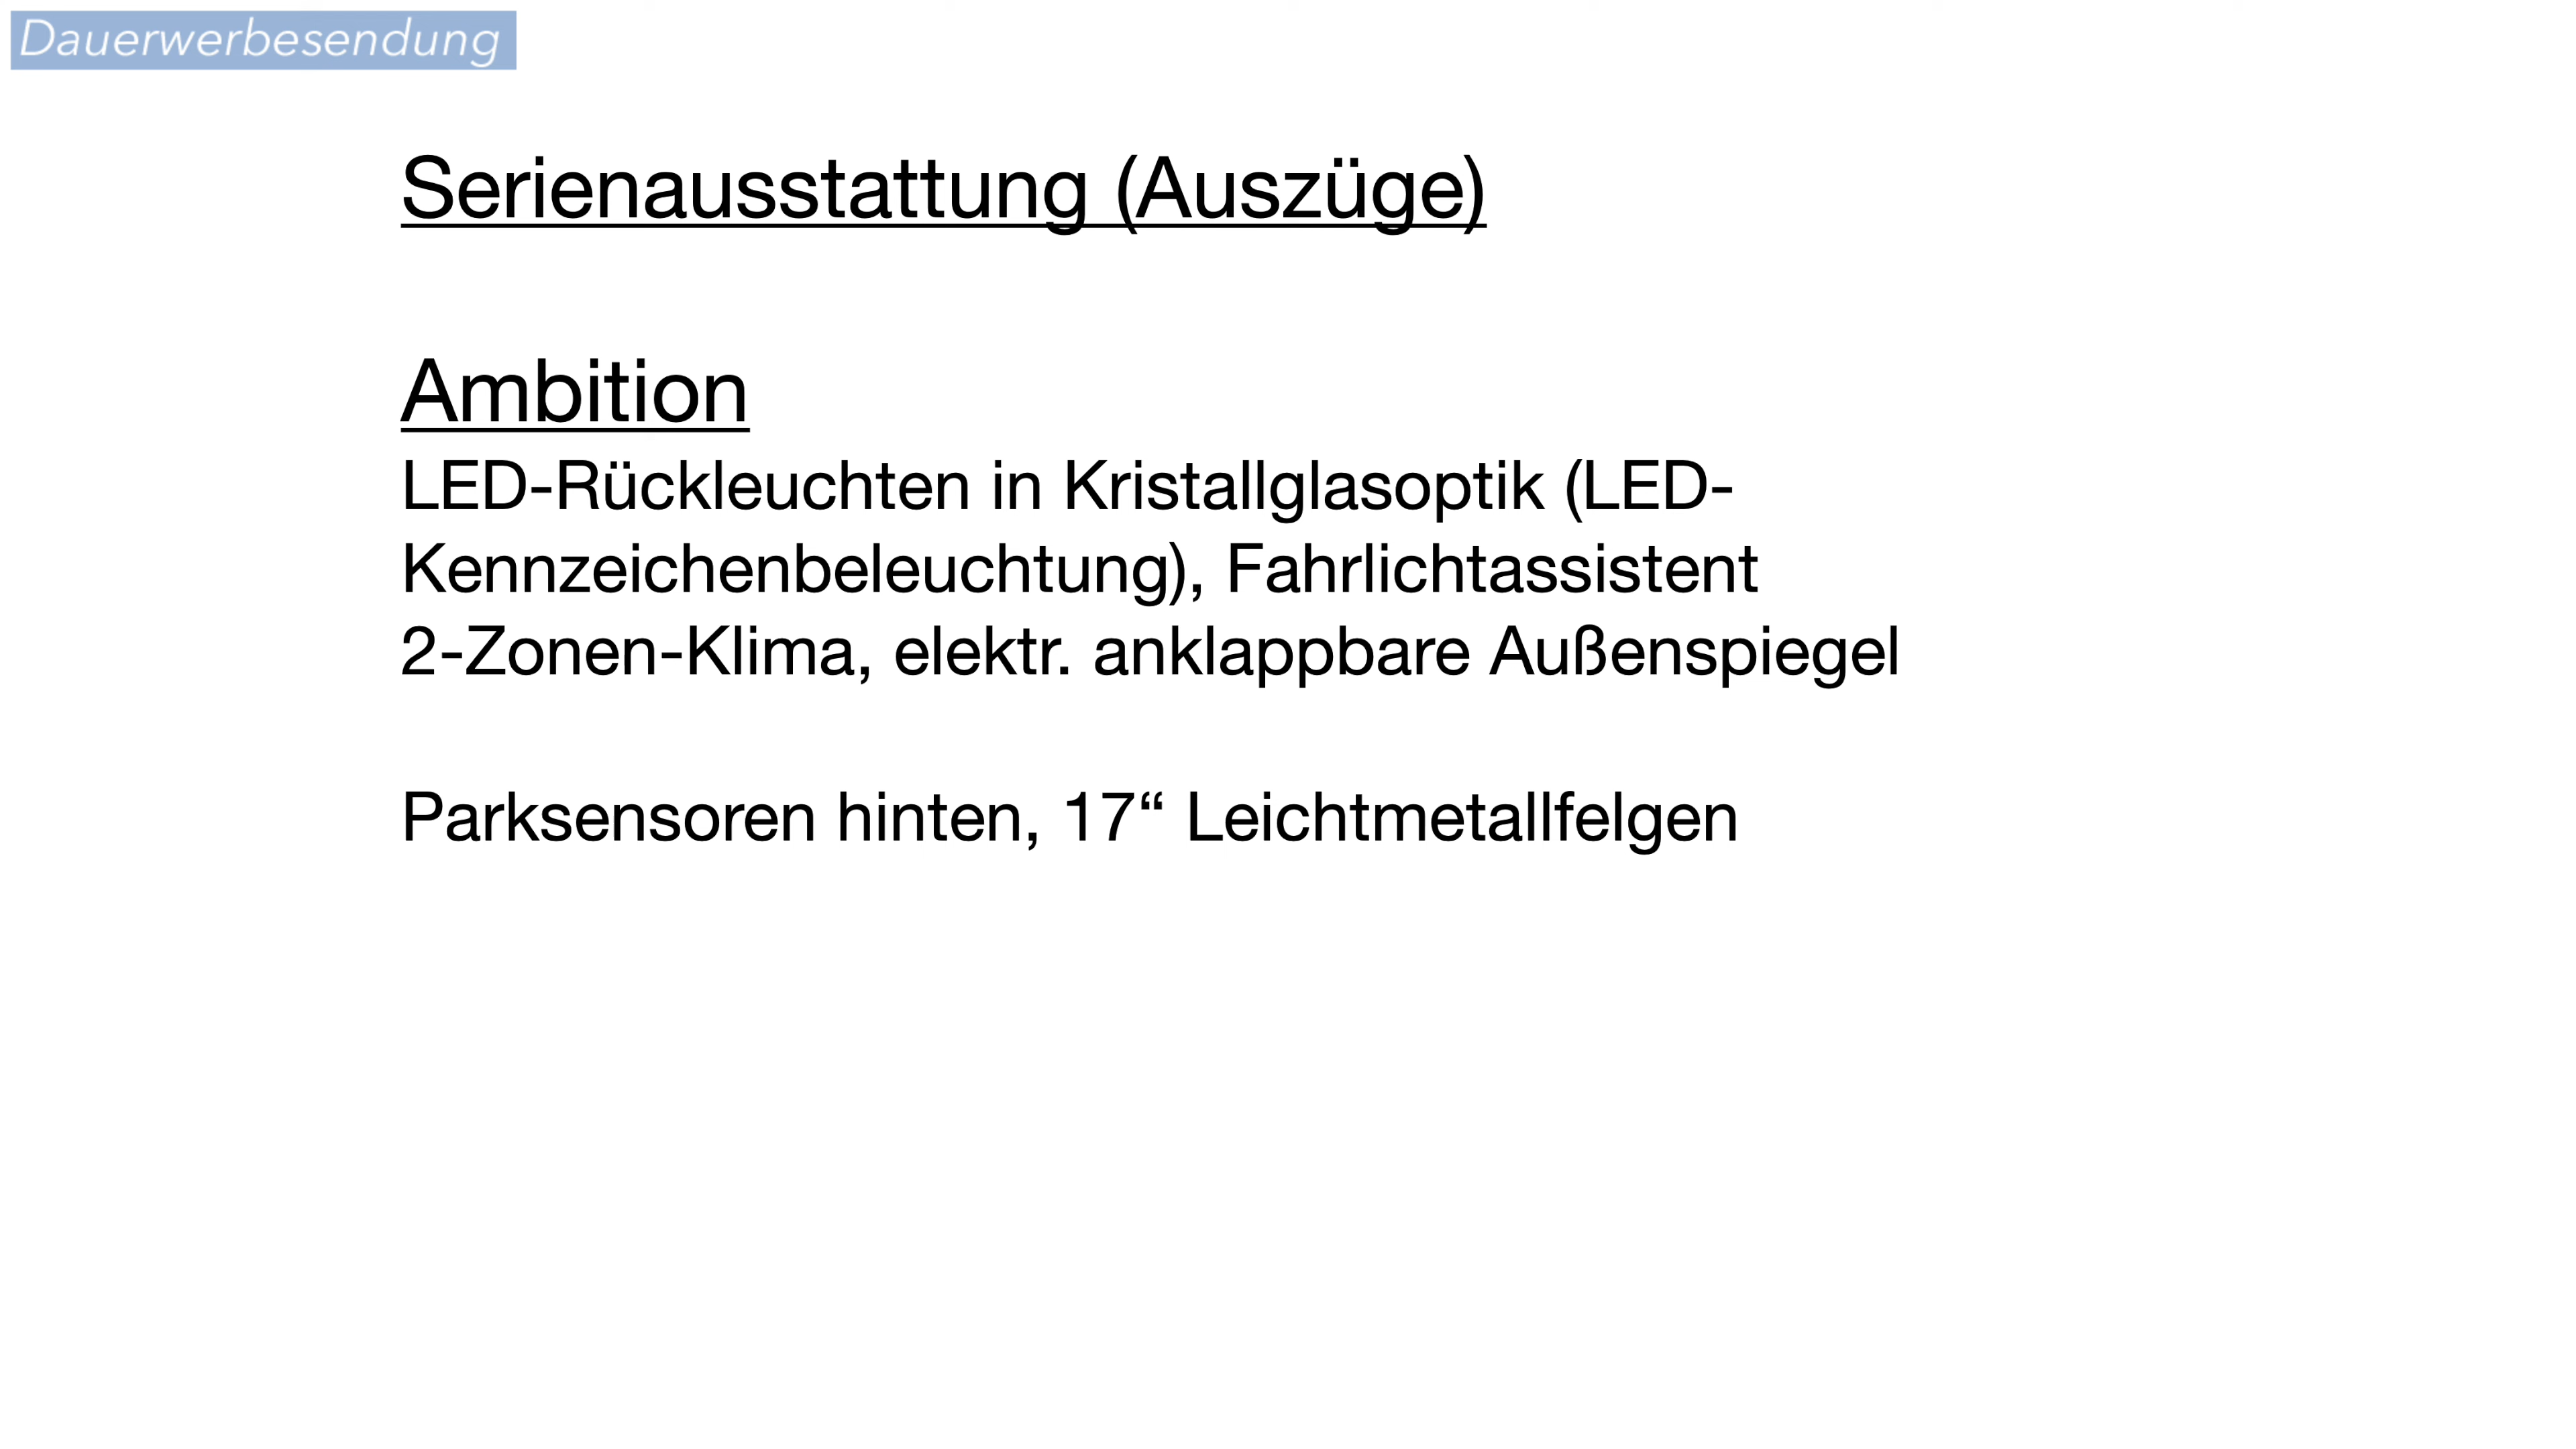 Dauerwerbesendung
Serienausstattung (Auszüge)
Ambition
LED-Rückleuchten in Kristallglasoptik (LED-
Kennzeichenbeleuchtung), Fahrlichtassistent
2-Zonen-Klima, elektr. anklappbare Außenspiegel
Parksensoren hinten, 17“ Leichtmetallfelgen